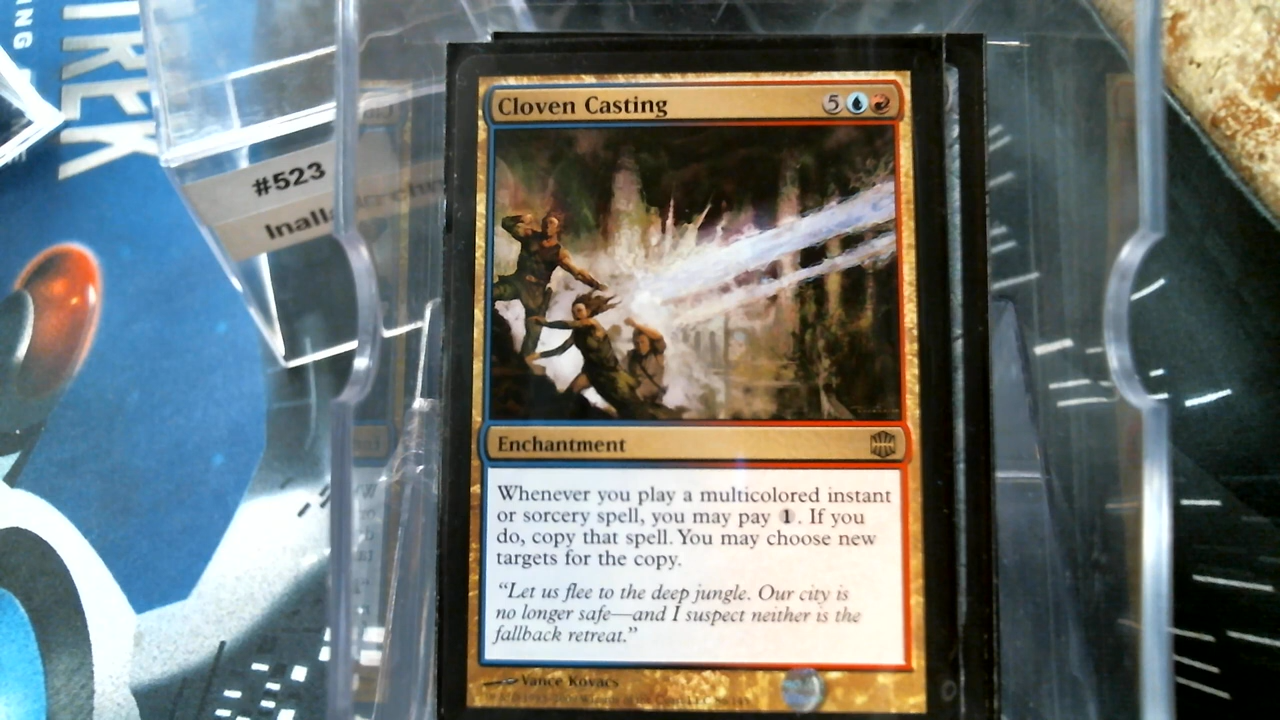 TREK
ING
#523
Cloven Casting
5
Enchantment
Whenever you play a multicolored instant
or sorcery spell, you may pay 1. If you
do, copy that spell. You may choose new
targets for the copy.
“Let us flee to the deep jungle. Our city is
no longer safe—and I suspect neither is the
fallback retreat.”
Vance Kovacs